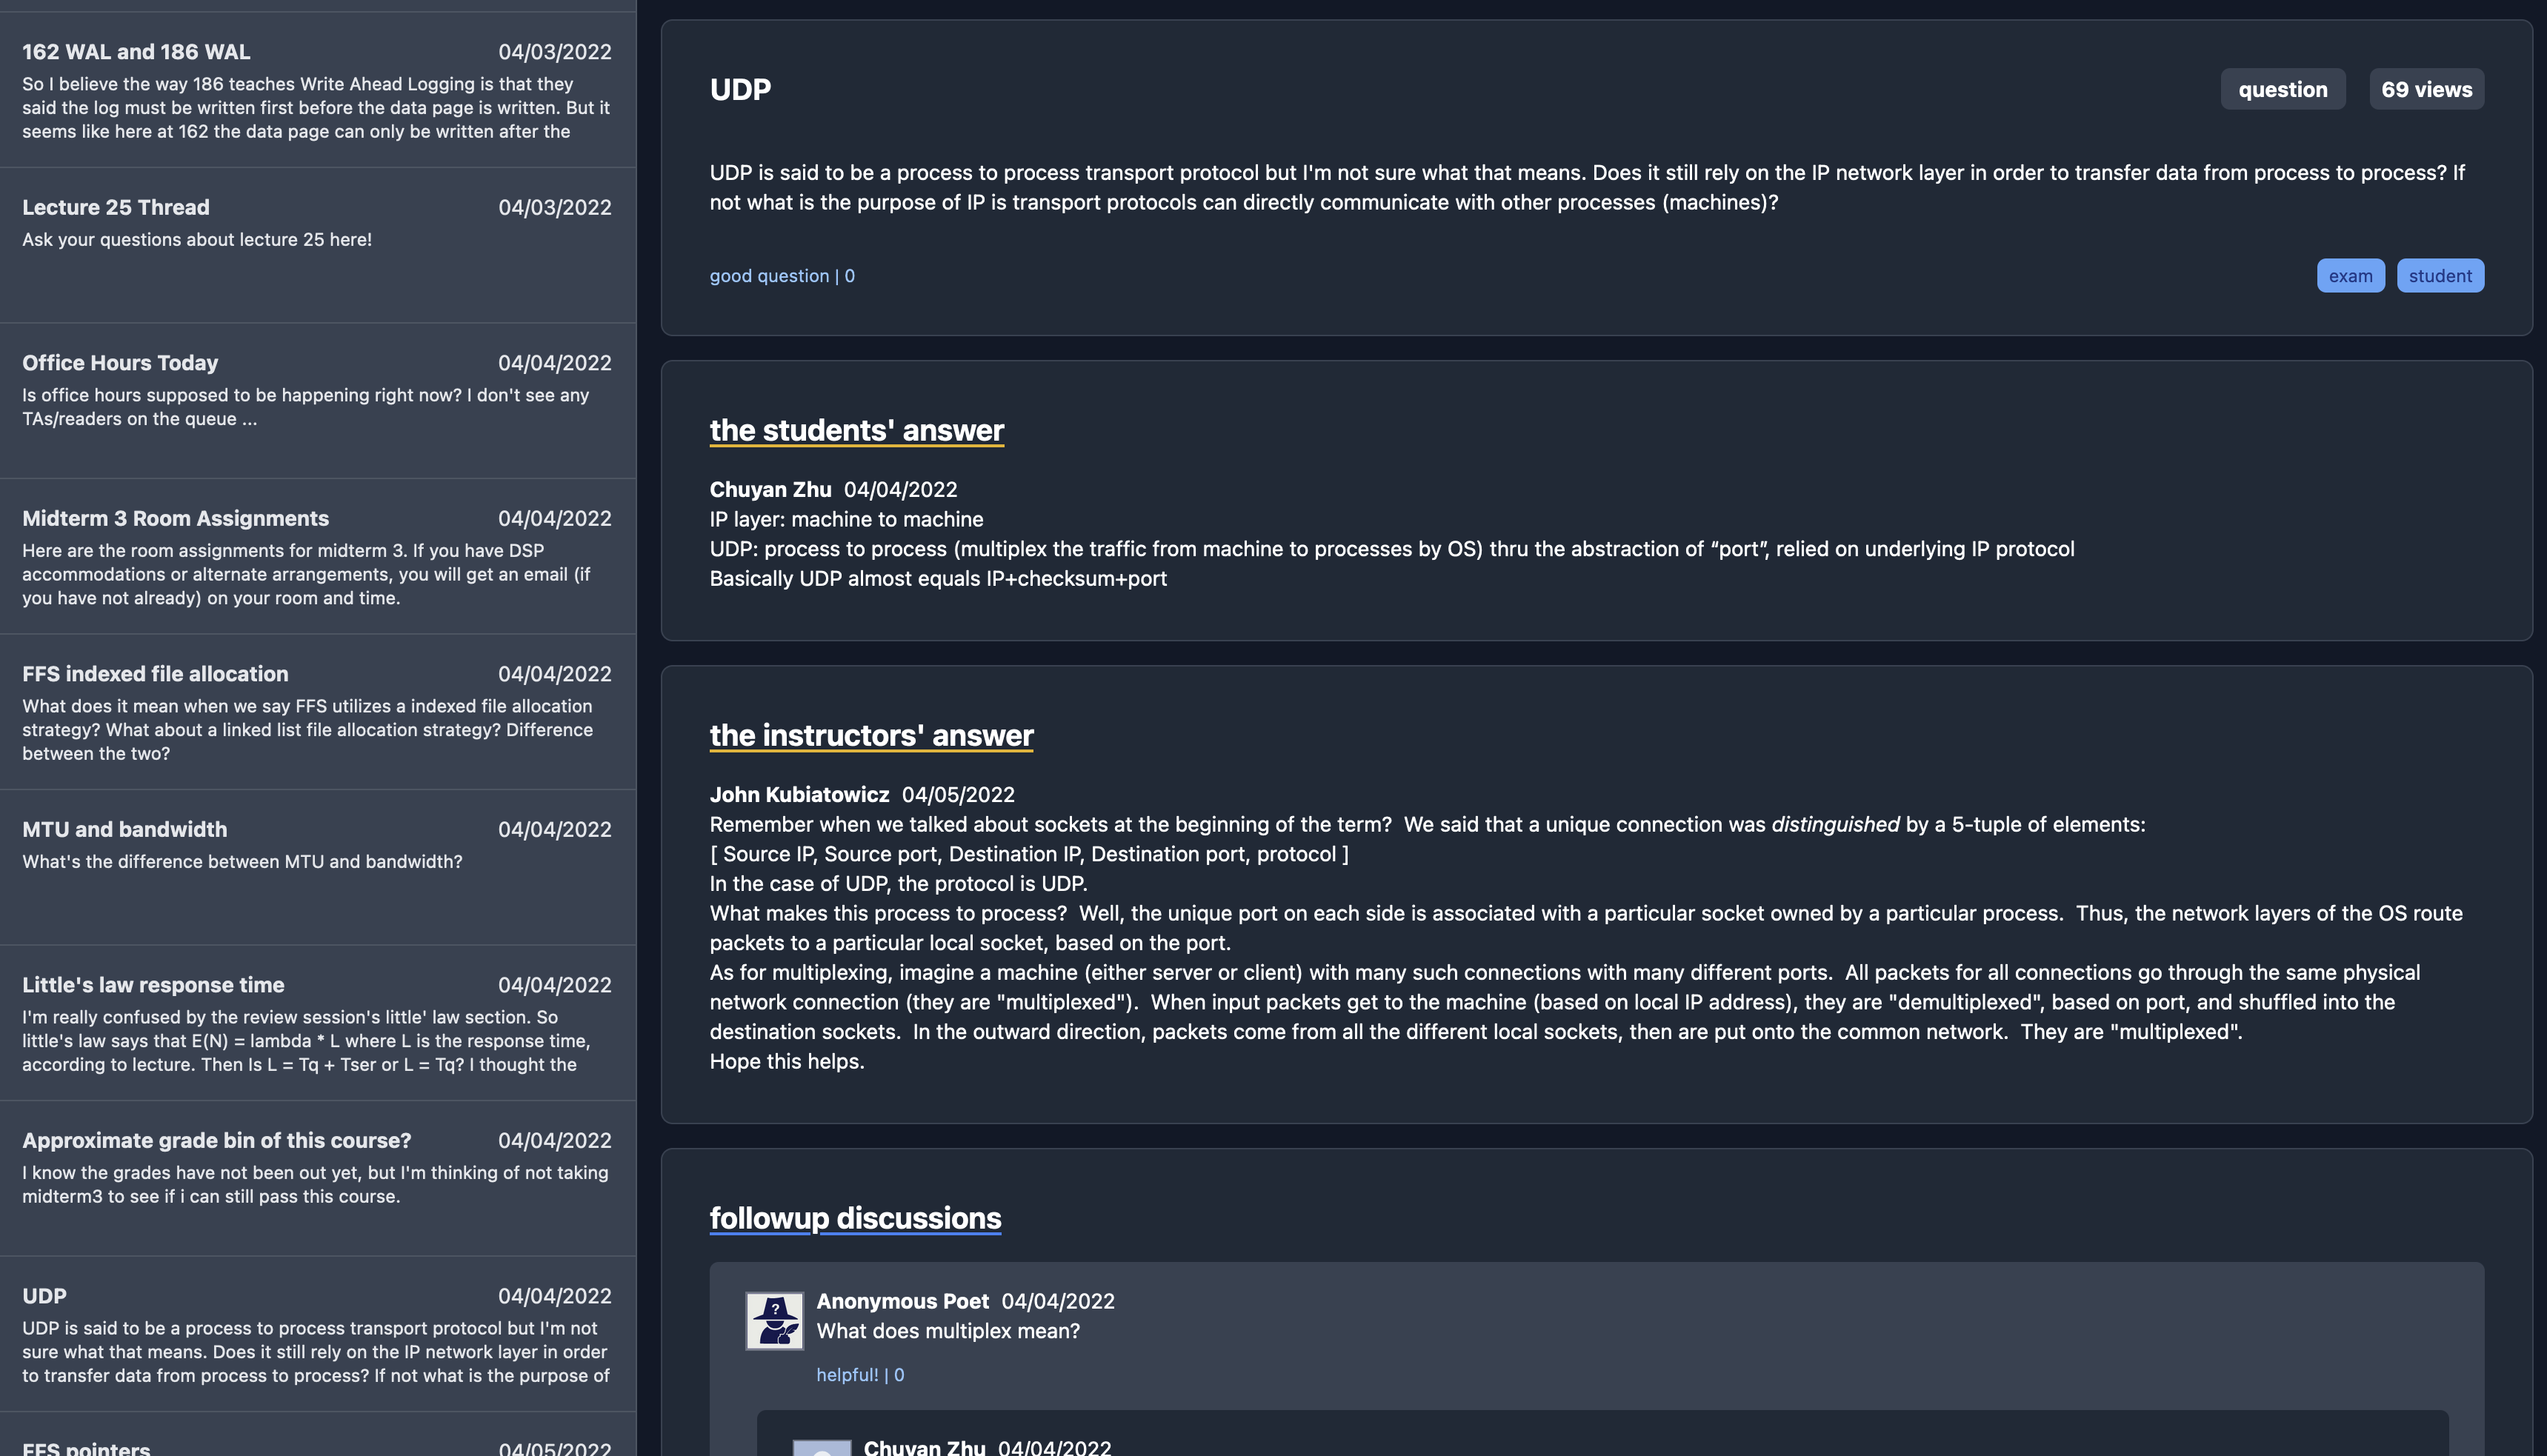 162 WAL and 186 WAL 04/03/2022
So I believe the way 186 teaches Write Ahead Logging is that they
said the log must be written first before the data page is written. But it
seems like here at 162 the data page can only be written after the
Lecture 25 Thread 04/03/2022
Ask your questions about lecture 25 here!
Office Hours Today 04/04/2022
Is office hours supposed to be happening right now? I don't see any
TAs/readers on the queue ...
Midterm 3 Room Assignments 04/04/2022
Here are the room assignments for midterm 3. If you have DSP
accommodations or alternate arrangements, you will get an email (if
you have not already) on your room and time.
FFS indexed file allocation 04/04/2022
What does it mean when we say FFS utilizes a indexed file allocation
strategy? What about a linked list file allocation strategy? Difference
between the two?
MTU and bandwidth 04/04/2022
What's the difference between MTU and bandwidth?
Little's law response time 04/04/2022
I'm really confused by the review session's little' law section. So
little's law says that E(N) = lambda * L where L is the response time,
according to lecture. Then Is L = Tq + Tser or L = Tq? I thought the
Approximate grade bin of this course? 04/04/2022
I know the grades have not been out yet, but I'm thinking of not taking
midterm3 to see if i can still pass this course.
UDP 04/04/2022
UDP is said to be a process to process transport protocol but I'm not
sure what that means. Does it still rely on the IP network layer in order
to transfer data from process to process? If not what is the purpose of
FFS pointers 04/05/2022
UDP question 69 views
UDP is said to be a process to process transport protocol but I'm not sure what that means. Does it still rely on the IP network layer in order to transfer data from process to process? If
not what is the purpose of IP is transport protocols can directly communicate with other processes (machines)?
good question | 0 exam student
the students' answer
Chuyan Zhu 04/04/2022
IP layer: machine to machine
UDP: process to process (multiplex the traffic from machine to processes by OS) thru the abstraction of “port”, relied on underlying IP protocol
Basically UDP almost equals IP+checksum+port
the instructors' answer
John Kubiatowicz 04/05/2022
Remember when we talked about sockets at the beginning of the term? We said that a unique connection was distinguished by a 5-tuple of elements:
[ Source IP, Source port, Destination IP, Destination port, protocol ]
In the case of UDP, the protocol is UDP.
What makes this process to process? Well, the unique port on each side is associated with a particular socket owned by a particular process. Thus, the network layers of the OS route
packets to a particular local socket, based on the port.
As for multiplexing, imagine a machine (either server or client) with many such connections with many different ports. All packets for all connections go through the same physical
network connection (they are "multiplexed"). When input packets get to the machine (based on local IP address), they are "demultiplexed", based on port, and shuffled into the
destination sockets. In the outward direction, packets come from all the different local sockets, then are put onto the common network. They are "multiplexed".
Hope this helps.
followup discussions
Anonymous Poet 04/04/2022
What does multiplex mean?
helpful! | 0
Chuyan Zhu 04/04/2022